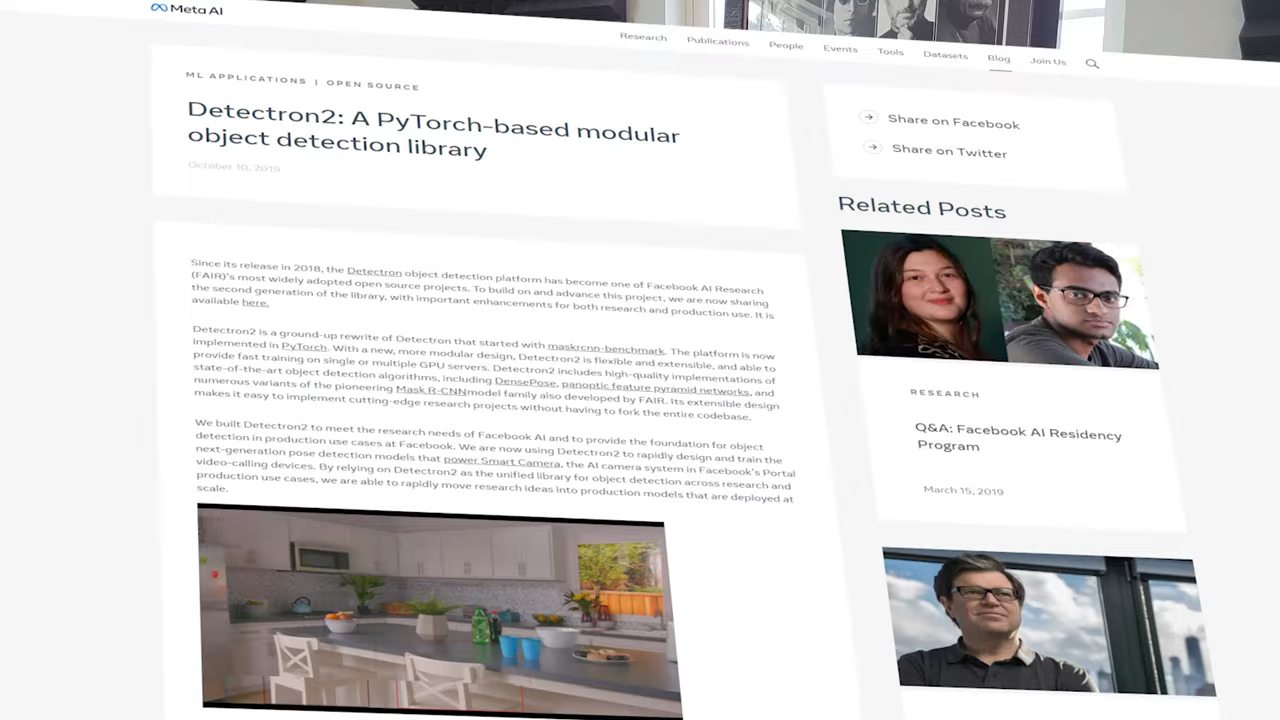 Meta AI
Research Publications People Events Tools Datasets Blog Join Us
ML APPLICATIONS | OPEN SOURCE
Detectron2: A PyTorch-based modular
object detection library
October 10, 2019
Since its release in 2018, the Detectron object detection platform has become one of Facebook AI Research
(FAIR)'s most widely adopted open source projects. To build on and advance this project, we are now sharing
the second generation of the library, with important enhancements for both research and production use. It is
available here.
Detectron2 is a ground-up rewrite of Detectron that started with maskrcnn-benchmark. The platform is now
implemented in PyTorch. With a new, more modular design, Detectron2 is flexible and extensible, and able to
provide fast training on single or multiple GPU servers. Detectron2 includes high-quality implementations of
state-of-the-art object detection algorithms, including DensePose, panoptic feature pyramid networks, and
numerous variants of the pioneering Mask R-CNNmodel family also developed by FAIR. Its extensible design
makes it easy to implement cutting-edge research projects without having to fork the entire codebase.
We built Detectron2 to meet the research needs of Facebook AI and to provide the foundation for object
detection in production use cases at Facebook. We are now using Detectron2 to rapidly design and train the
next-generation pose detection models that power Smart Camera, the AI camera system in Facebook's Portal
video-calling devices. By relying on Detectron2 as the unified library for object detection across research and
production use cases, we are able to rapidly move research ideas into production models that are deployed at
scale.
Share on Facebook
Share on Twitter
Related Posts
RESEARCH
Q&A: Facebook AI Residency
Program
March 15, 2019